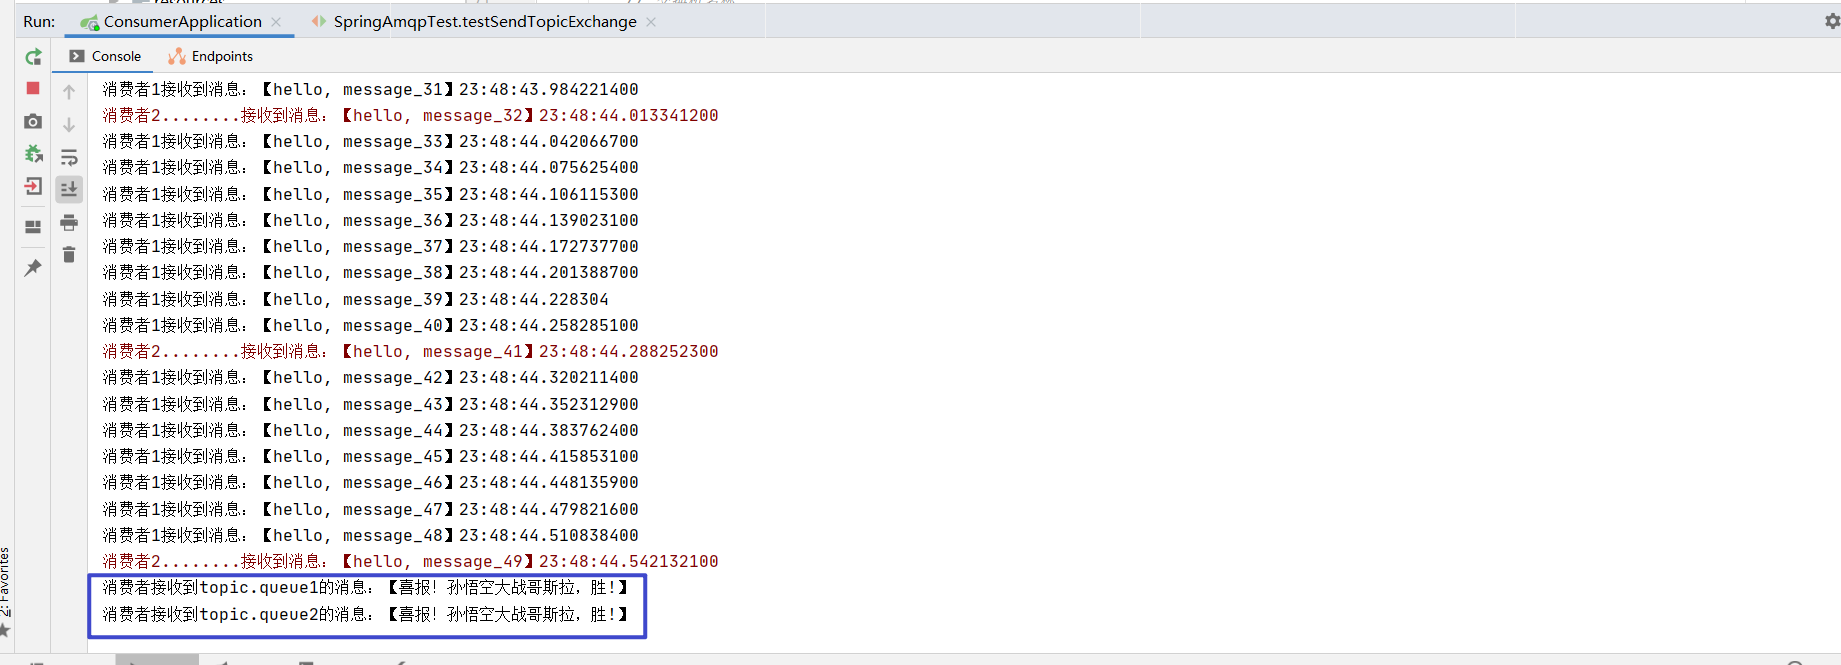 Run:
ConsumerApplication
SpringAmqpTest.testSendTopicExchange
Console
Endpoints
消费者1接收到消息：【hello, message_31】23:48:43.984221400
消费者2........接收到消息：【hello, message_32】23:48:44.013341200
消费者1接收到消息：【hello, message_33】23:48:44.042066700
消费者1接收到消息：【hello, message_34】23:48:44.075625400
消费者1接收到消息：【hello, message_35】23:48:44.106115300
消费者1接收到消息：【hello, message_36】23:48:44.139023100
消费者1接收到消息：【hello, message_37】23:48:44.172737700
消费者1接收到消息：【hello, message_38】23:48:44.201388700
消费者1接收到消息：【hello, message_39】23:48:44.228304
消费者1接收到消息：【hello, message_40】23:48:44.258285100
消费者2........接收到消息：【hello, message_41】23:48:44.288252300
消费者1接收到消息：【hello, message_42】23:48:44.320211400
消费者1接收到消息：【hello, message_43】23:48:44.352312900
消费者1接收到消息：【hello, message_44】23:48:44.383762400
消费者1接收到消息：【hello, message_45】23:48:44.415853100
消费者1接收到消息：【hello, message_46】23:48:44.448135900
消费者1接收到消息：【hello, message_47】23:48:44.479821600
消费者1接收到消息：【hello, message_48】23:48:44.510838400
消费者2........接收到消息：【hello, message_49】23:48:44.542132100
消费者接收到topic.queue1的消息：【喜报！孙悟空大战哥斯拉，胜!】
消费者接收到topic.queue2的消息：【喜报！孙悟空大战哥斯拉，胜!】
2: Favorites